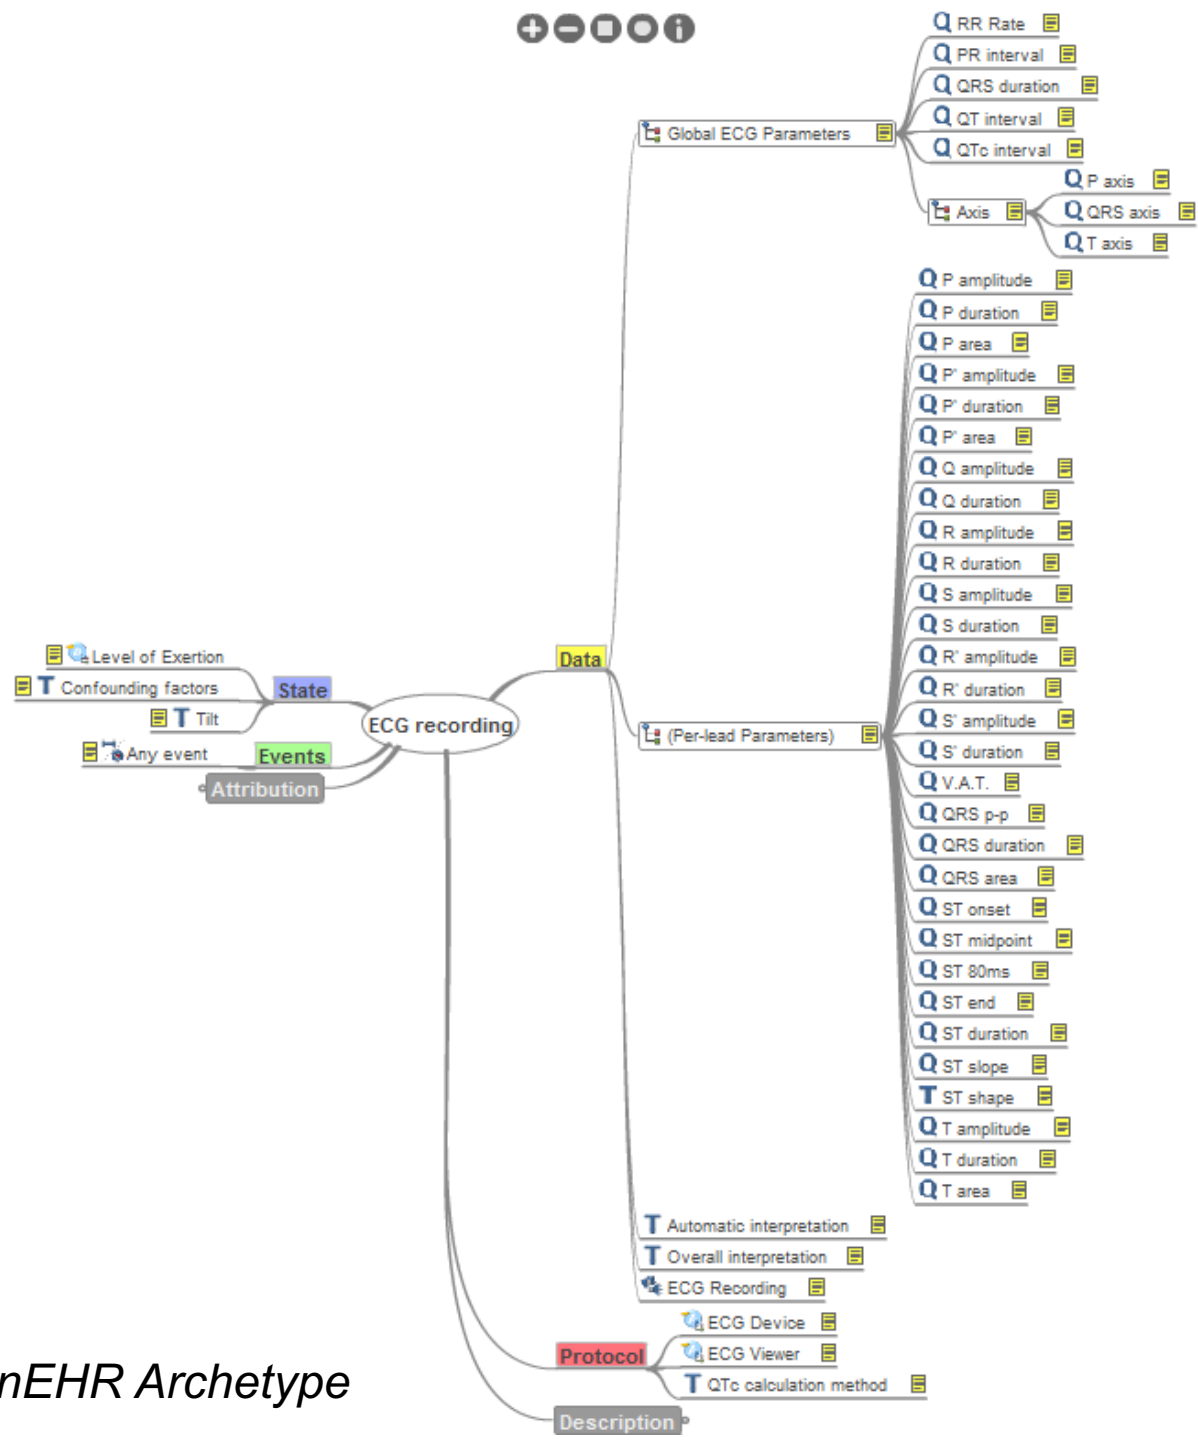 RR Rate
PR interval
QRS duration
QT interval
QTc interval
Global ECG Parameters
Axis
P axis
QRS axis
T axis
P amplitude
P duration
P area
P' amplitude
P' duration
P' area
Q amplitude
Q duration
R amplitude
R duration
S amplitude
S duration
R' amplitude
R' duration
S' amplitude
S' duration
V.A.T.
QRS p-p
QRS duration
QRS area
ST onset
ST midpoint
ST 80ms
ST end
ST duration
ST slope
ST shape
T amplitude
T duration
T area
(Per-lead Parameters)
Data
Level of Exertion
Confounding factors
Tilt
State
ECG recording
Any event
Events
Attribution
Automatic interpretation
Overall interpretation
ECG Recording
Protocol
ECG Device
ECG Viewer
QTc calculation method
Description
nEHR Archetype